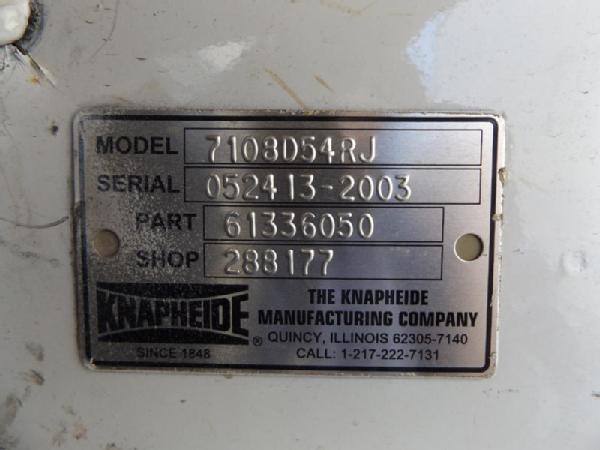 MODEL 7108D54RJ
SERIAL 052413-2003
PART 61336050
SHOP 288177
KNAPHEIDE ®
SINCE 1848
THE KNAPHEIDE
MANUFACTURING COMPANY
QUINCY, ILLINOIS 62305-7140
CALL: 1-217-222-7131